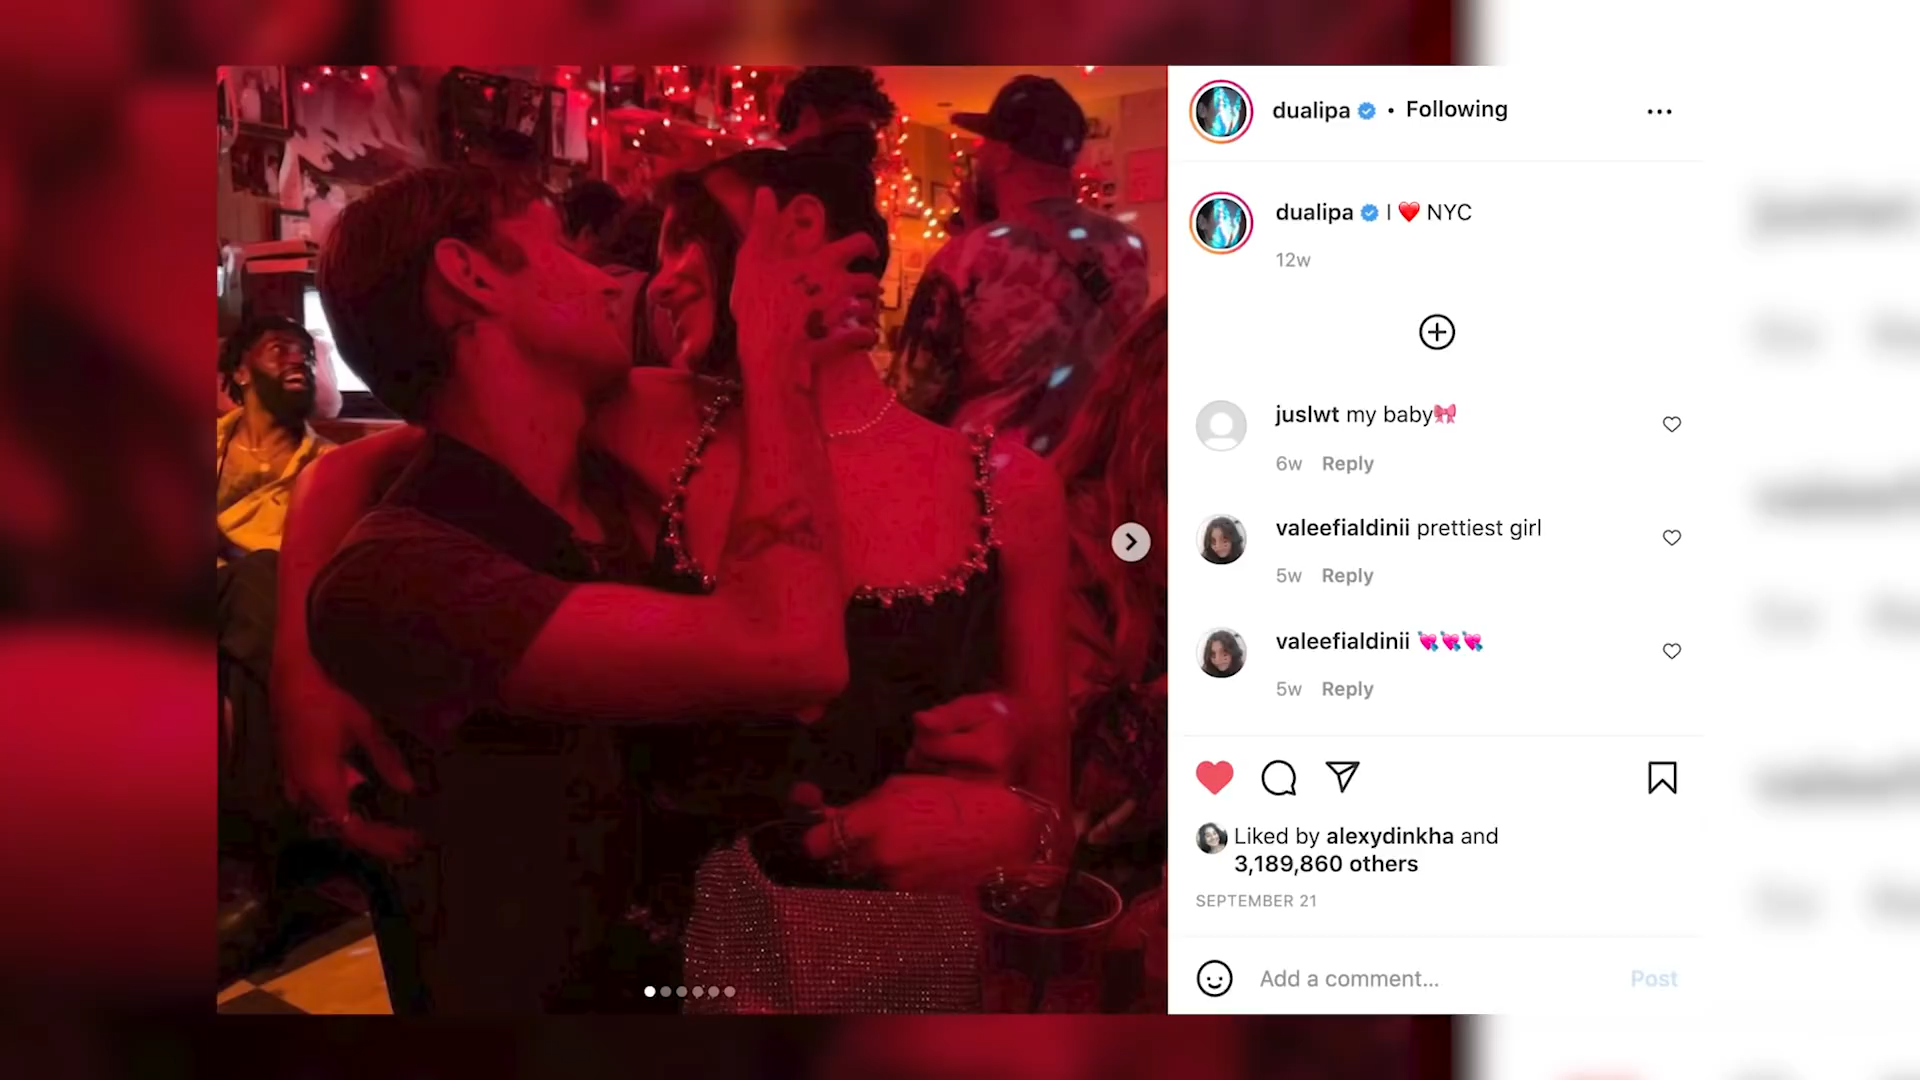 dualipa • Following
dualipa I ❤️ NYC
12w
juslwt my baby🎀
6w Reply
valeefialdinii prettiest girl
5w Reply
valeefialdinii 💘💘💘
5w Reply
Liked by alexydinkha and
3,189,860 others
SEPTEMBER 21
Add a comment... Post